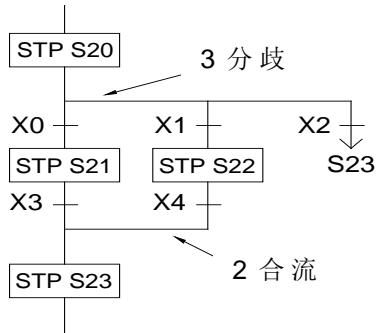 STP S20
3 分歧
X0
X1
X2
STP S21
STP S22
S23
X3
X4
2 合流
STP S23